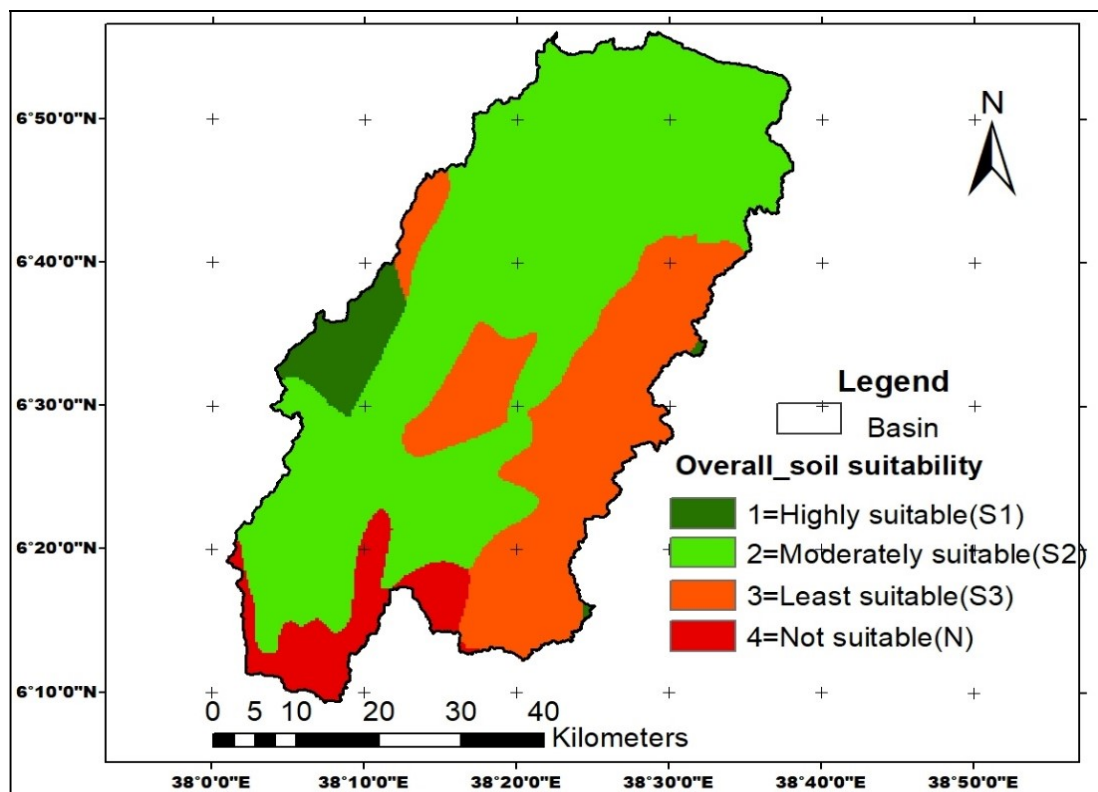 N
6°50'0"N
6°40'0"N
6°30'0"N
6°20'0"N
6°10'0"N
Legend
Basin
Overall_soil suitability
1=Highly suitable(S1)
2=Moderately suitable(S2)
3=Least suitable(S3)
4=Not suitable(N)
0 5 10 20 30 40
Kilometers
38°0'0"E 38°10'0"E 38°20'0"E 38°30'0"E 38°40'0"E 38°50'0"E